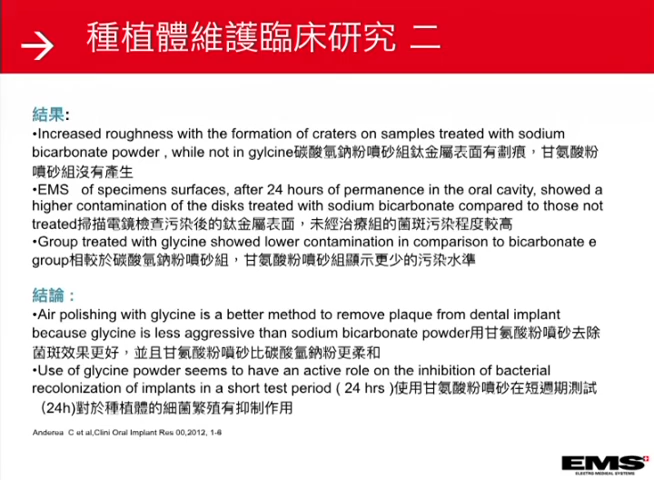 種植體維護臨床研究 二
結果:
•Increased roughness with the formation of craters on samples treated with sodium
bicarbonate powder , while not in gylcine碳酸氫鈉粉噴砂組鈦金屬表面有劃痕，甘氨酸粉
噴砂組沒有產生
•EMS of specimens surfaces, after 24 hours of permanence in the oral cavity, showed a
higher contamination of the disks treated with sodium bicarbonate compared to those not
treated掃描電鏡檢查污染後的鈦金屬表面，未經治療組的菌斑污染程度較高
•Group treated with glycine showed lower contamination in comparison to bicarbonate e
group相較於碳酸氫鈉粉噴砂組，甘氨酸粉噴砂組顯示更少的污染水準
結論：
•Air polishing with glycine is a better method to remove plaque from dental implant
because glycine is less aggressive than sodium bicarbonate powder用甘氨酸粉噴砂去除
菌斑效果更好，並且甘氨酸粉噴砂比碳酸氫鈉粉更柔和
•Use of glycine powder seems to have an active role on the inhibition of bacterial
recolonization of implants in a short test period ( 24 hrs )使用甘氨酸粉噴砂在短週期測試
（24h)對於種植體的細菌繁殖有抑制作用
Anderea C et al,Clini Oral Implant Res 00,2012, 1-6
EMS
ELECTRO MEDICAL SYSTEMS